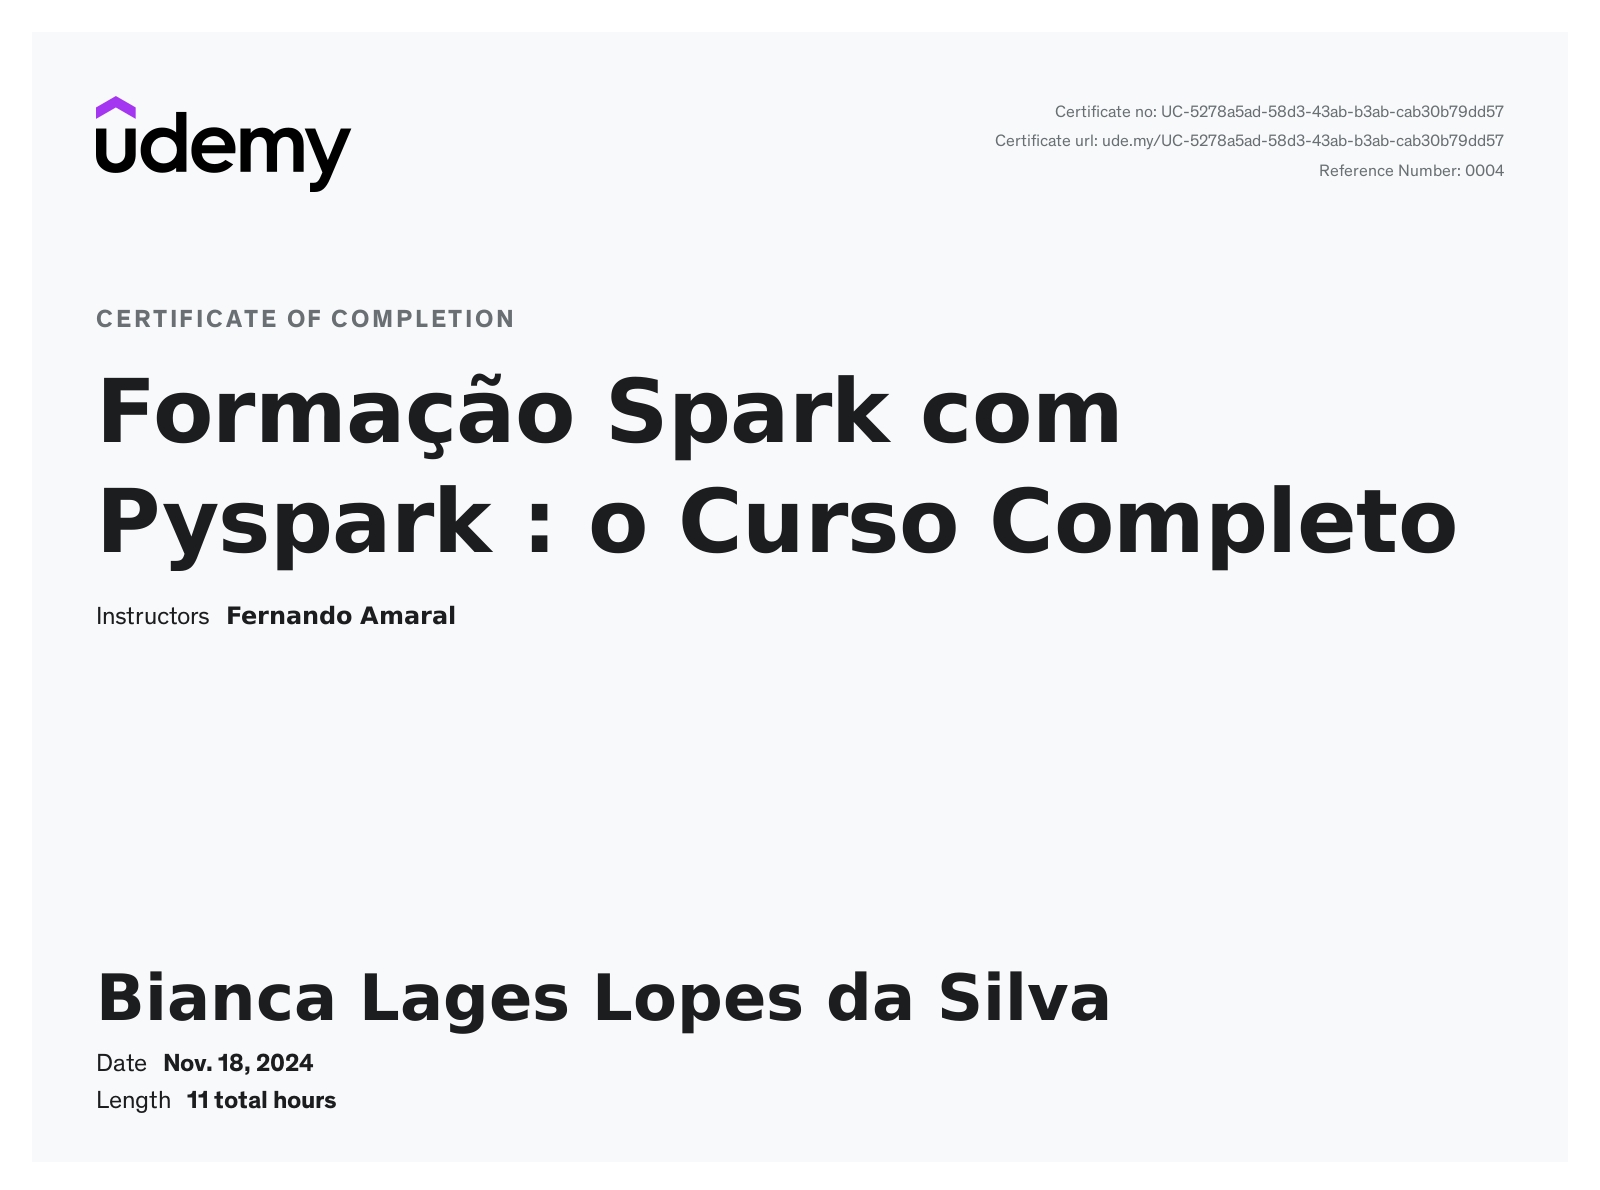 udemy
Certificate no: UC-5278a5ad-58d3-43ab-b3ab-cab30b79dd57
Certificate url: ude.my/UC-5278a5ad-58d3-43ab-b3ab-cab30b79dd57
Reference Number: 0004
CERTIFICATE OF COMPLETION
Formação Spark com
Pyspark : o Curso Completo
Instructors Fernando Amaral
Bianca Lages Lopes da Silva
Date Nov. 18, 2024
Length 11 total hours